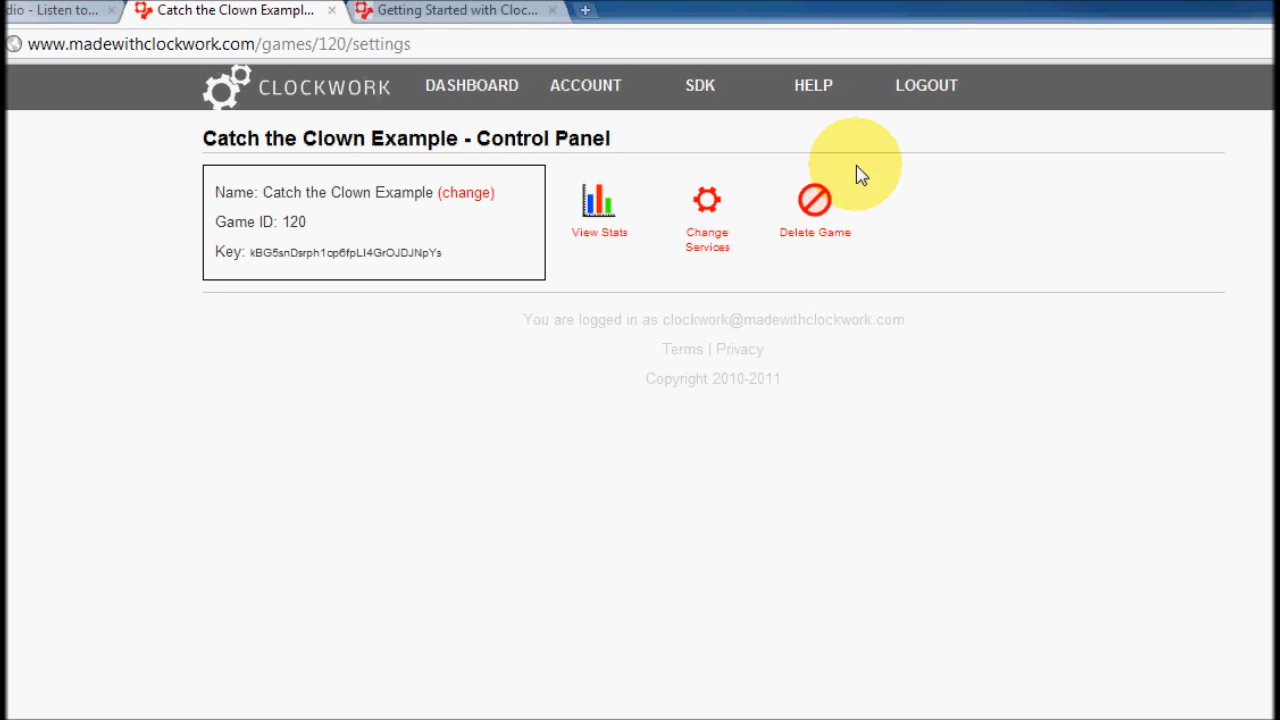 dio - Listen to...
Catch the Clown Exampl...
Getting Started with Cloc...
www.madewithclockwork.com/games/120/settings
CLOCKWORK DASHBOARD ACCOUNT SDK HELP LOGOUT
Catch the Clown Example - Control Panel
Name: Catch the Clown Example (change)
Game ID: 120
Key: kBG5snDsrph1cp6fpLI4GrOJDJNpYs
View Stats
Change
Services
Delete Game
You are logged in as clockwork@madewithclockwork.com
Terms | Privacy
Copyright 2010-2011